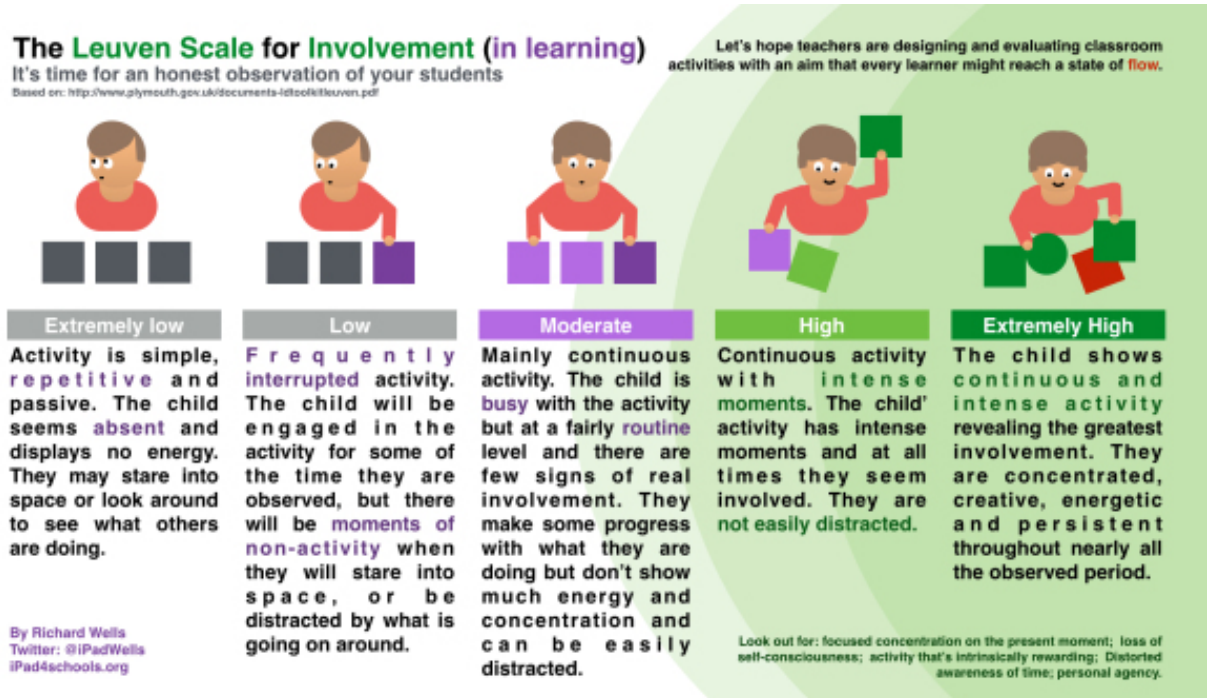 The Leuven Scale for Involvement (in learning)
It's time for an honest observation of your students
Based on: http://www.plymouth.gov.uk/documents-ldtoolkitleuven.pdf
Let's hope teachers are designing and evaluating classroom
activities with an aim that every learner might reach a state of flow.
Extremely low
Activity is simple,
repetitive and
passive. The child
seems absent and
displays no energy.
They may stare into
space or look around
to see what others
are doing.
Low
Frequently
interrupted activity.
The child will be
engaged in the
activity for some of
the time they are
observed, but there
will be moments of
non-activity when
they will stare into
space, or be
distracted by what is
going on around.
Moderate
Mainly continuous
activity. The child is
busy with the activity
but at a fairly routine
level and there are
few signs of real
involvement. They
make some progress
with what they are
doing but don't show
much energy and
concentration and
can be easily
distracted.
High
Continuous activity
with intense
moments. The child'
activity has intense
moments and at all
times they seem
involved. They are
not easily distracted.
Extremely High
The child shows
continuous and
intense activity
revealing the greatest
involvement. They
are concentrated,
creative, energetic
and persistent
throughout nearly all
the observed period.
By Richard Wells
Twitter: @iPadWells
iPad4schools.org
Look out for: focused concentration on the present moment; loss of
self-consciousness; activity that's intrinsically rewarding; Distorted
awareness of time; personal agency.